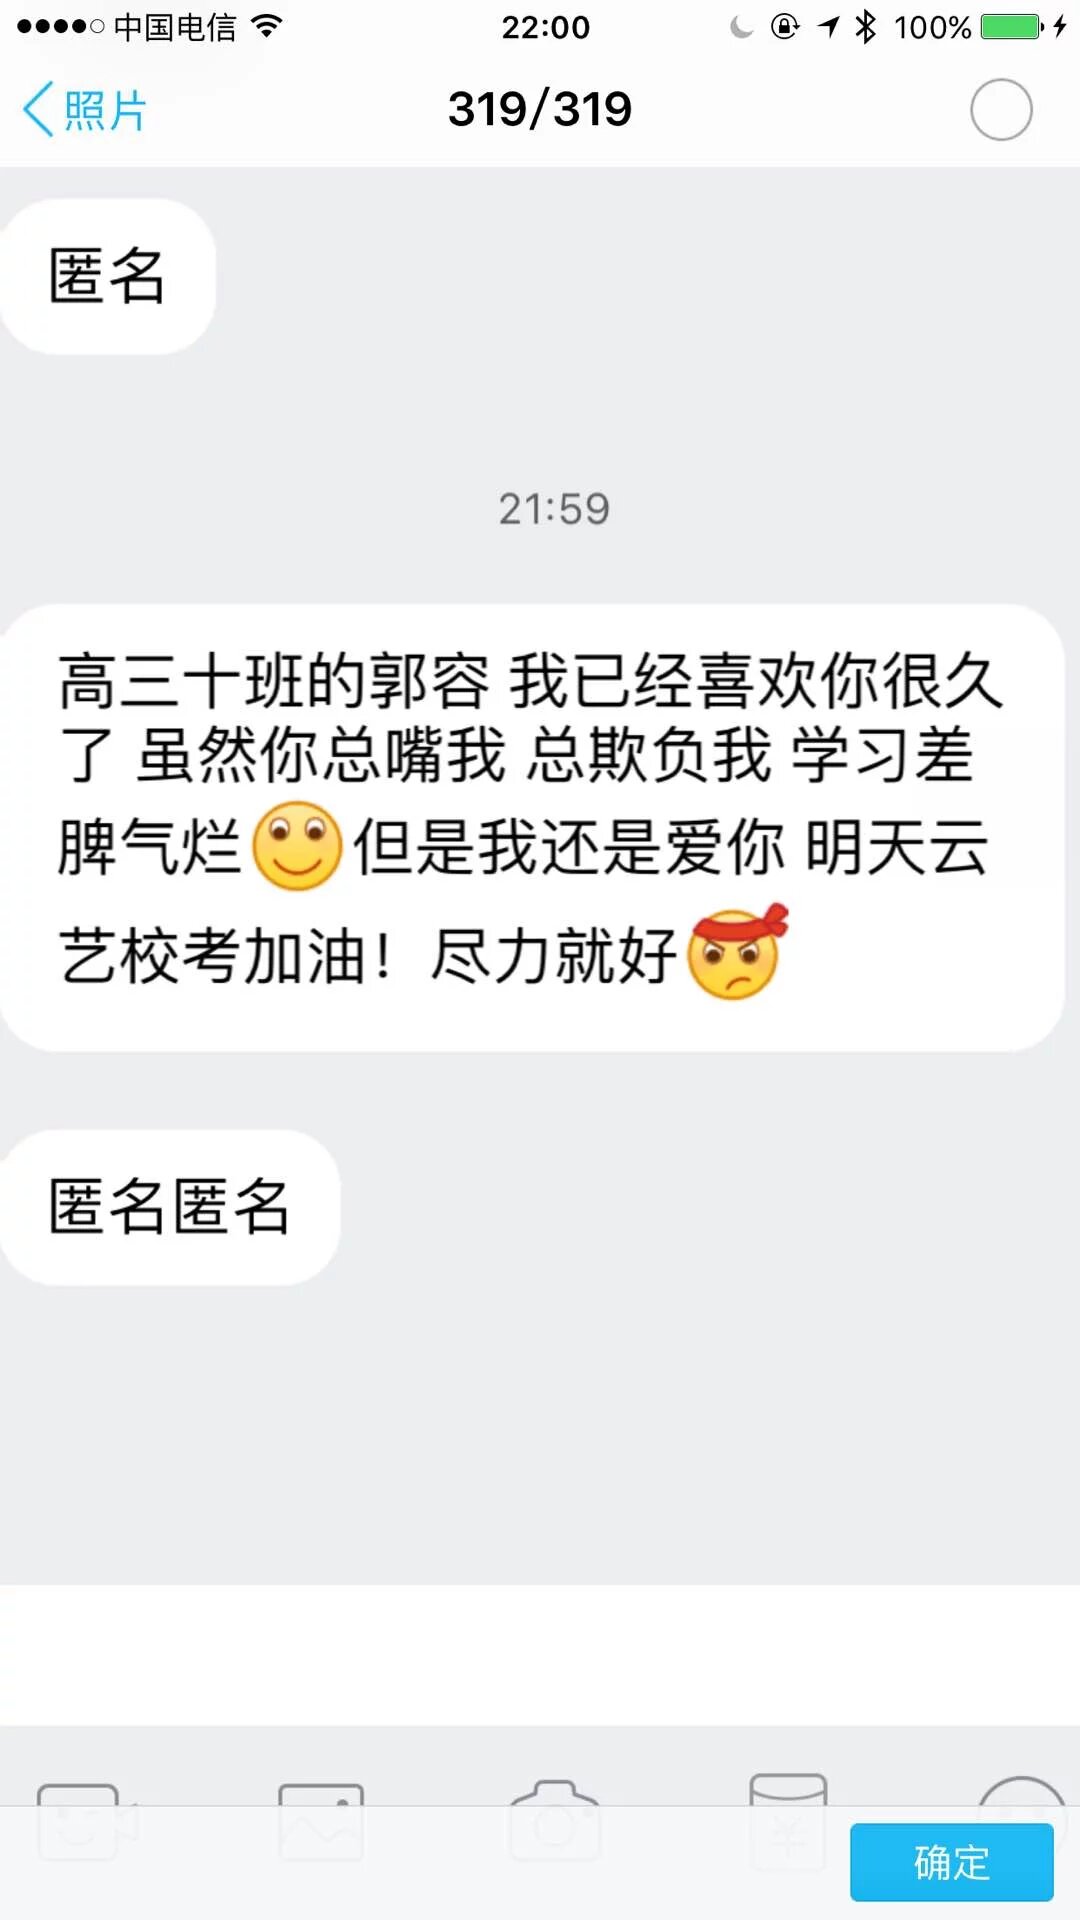 中国电信
22:00
100%
照片
319/319
匿名
21:59
高三十班的郭容 我已经喜欢你很久
了 虽然你总嘴我 总欺负我 学习差
脾气烂但是我还是爱你 明天云
艺校考加油！尽力就好
匿名匿名
确定